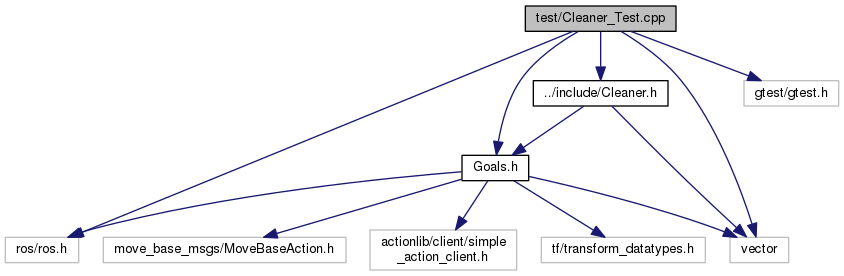 test/Cleaner_Test.cpp
../include/Cleaner.h
gtest/gtest.h
Goals.h
ros/ros.h
move_base_msgs/MoveBaseAction.h
actionlib/client/simple
_action_client.h
tf/transform_datatypes.h
vector